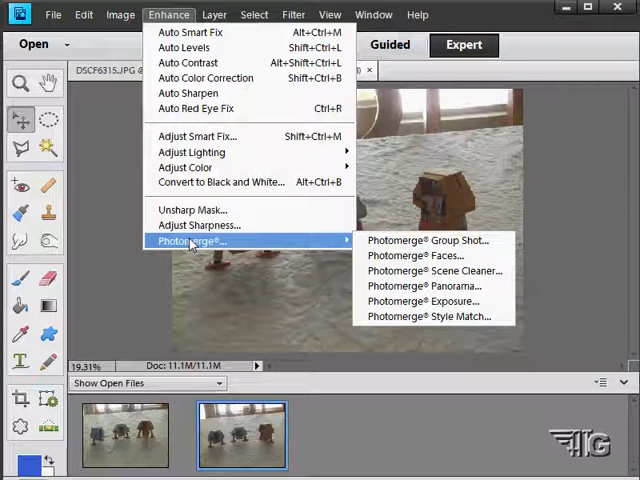 File Edit Image Enhance Layer Select Filter View Window Help
Open Guided Expert
DSCF6315.JPG @
Auto Smart Fix Alt+Ctrl+M
Auto Levels Shift+Ctrl+L
Auto Contrast Alt+Shift+Ctrl+L
Auto Color Correction Shift+Ctrl+B
Auto Sharpen
Auto Red Eye Fix Ctrl+R
Adjust Smart Fix... Shift+Ctrl+M
Adjust Lighting
Adjust Color
Convert to Black and White... Alt+Ctrl+B
Unsharp Mask...
Adjust Sharpness...
Photomerge®...
Photomerge® Group Shot...
Photomerge® Faces...
Photomerge® Scene Cleaner...
Photomerge® Panorama...
Photomerge® Exposure...
Photomerge® Style Match...
19.31% Doc: 11.1M/11.1M
Show Open Files